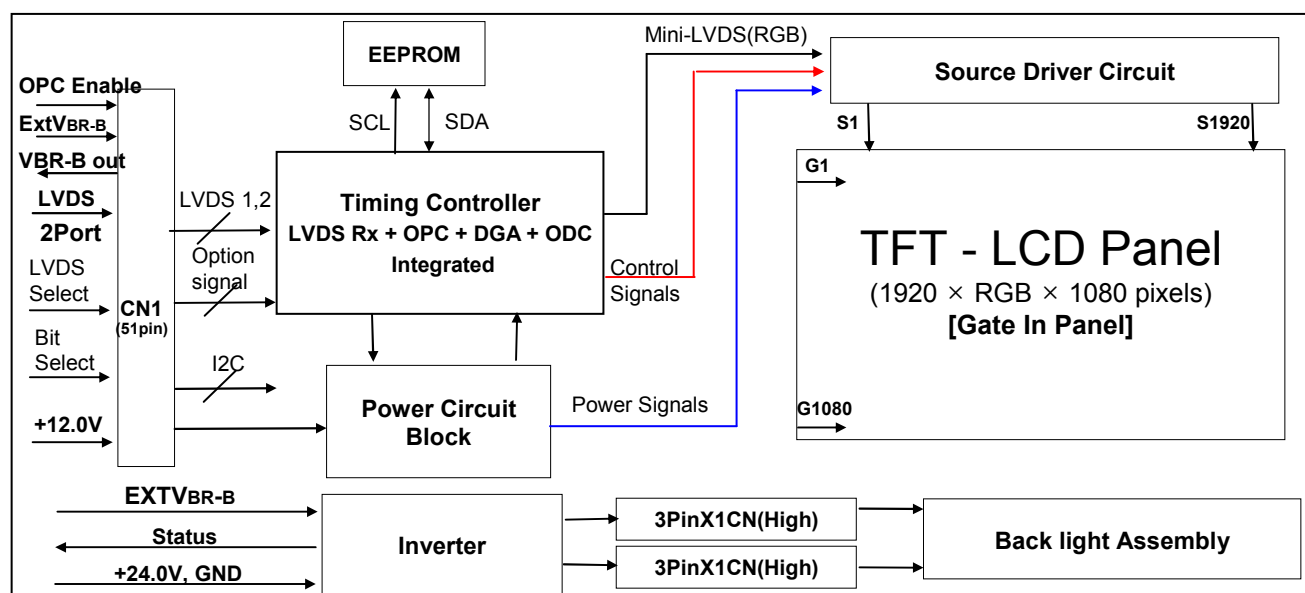 Mini-LVDS(RGB)
EEPROM
Source Driver Circuit
OPC Enable
ExtVBR-B
VBR-B out
LVDS
2Port
LVDS
Select
Bit
Select
+12.0V
CN1
(51pin)
SCL
SDA
S1
S1920
LVDS 1,2
Option
signal
I2C
Timing Controller
LVDS Rx + OPC + DGA + ODC
Integrated
Control
Signals
G1
TFT - LCD Panel
(1920 × RGB × 1080 pixels)
[Gate In Panel]
G1080
Power Circuit
Block
Power Signals
EXTVBR-B
Status
+24.0V, GND
Inverter
3PinX1CN(High)
3PinX1CN(High)
Back light Assembly